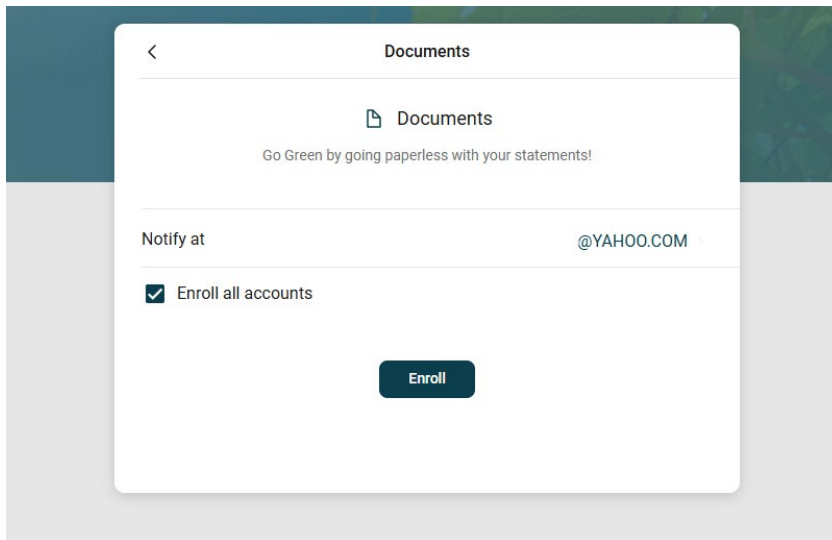 Documents
Documents
Go Green by going paperless with your statements!
Notify at
@YAHOO.COM
Enroll all accounts
Enroll